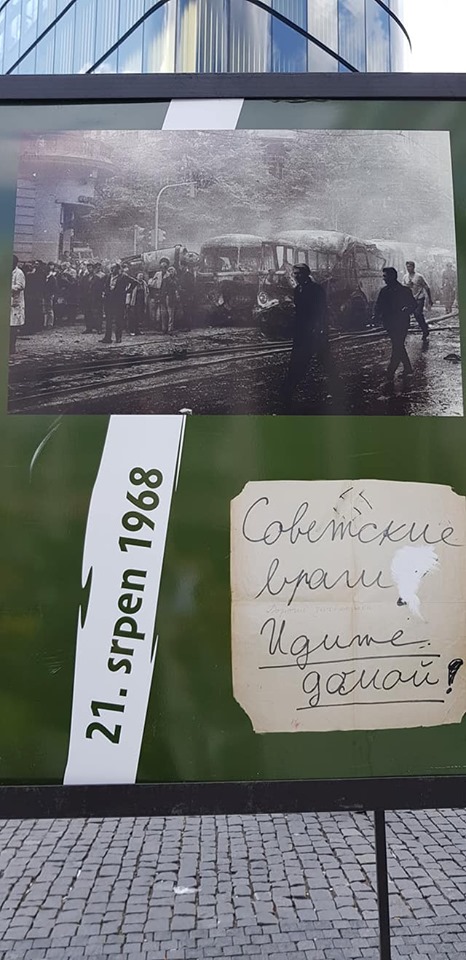 21. srpen 1968
Советские
враги
Идите
домой!